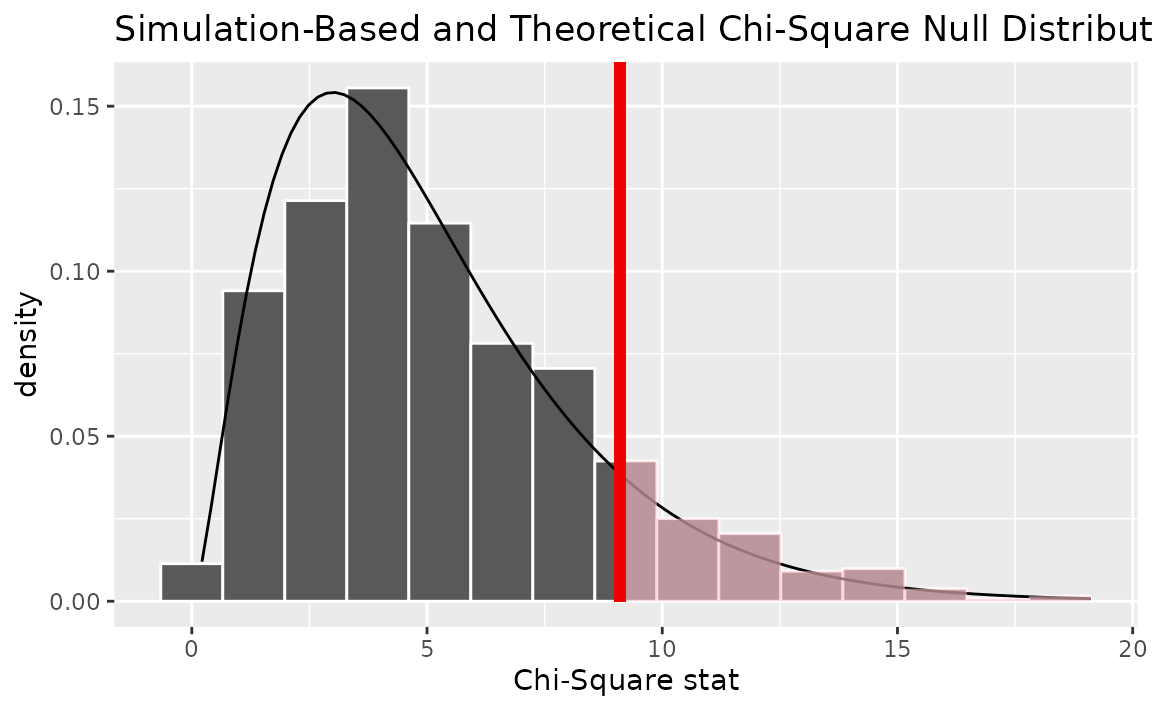 Simulation-Based and Theoretical Chi-Square Null Distribut
0.15
0.10
0.05
0.00
density
0 5 10 15 20
Chi-Square stat